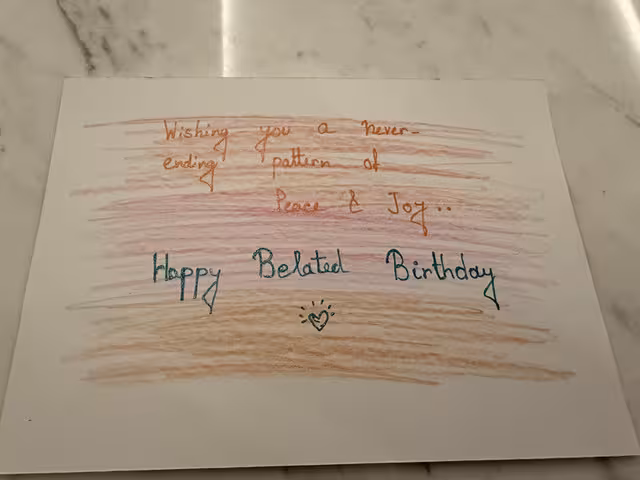 Wishing you a never-
ending pattern of
Peace & Joy..
Happy Belated Birthday